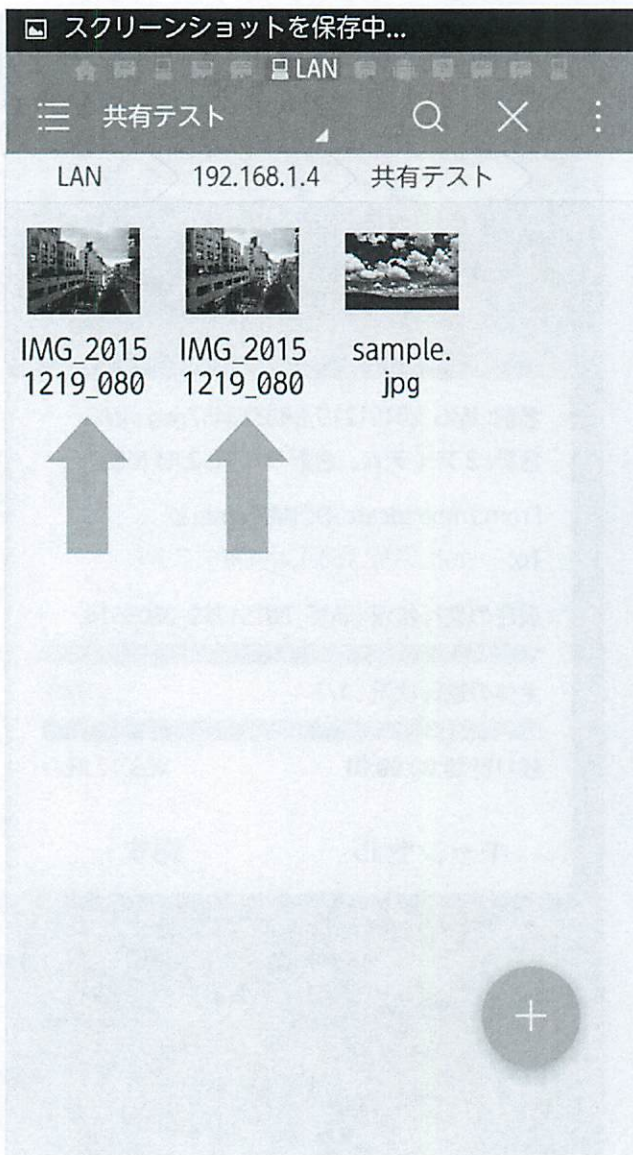 スクリーンショットを保存中...
LAN
共有テスト
LAN 192.168.1.4 共有テスト
IMG_2015 IMG_2015 sample.
1219_080 1219_080 jpg